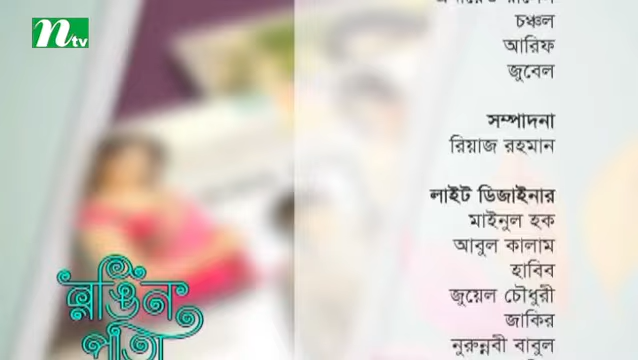 ntv
চঞ্চল
আরিফ
জুবেল
সম্পাদনা
রিয়াজ রহমান
লাইট ডিজাইনার
মাইনুল হক
আবুল কালাম
হাবিব
জুয়েল চৌধুরী
জাকির
নুরুন্নবী বাবুল
রঙিন
পাতা